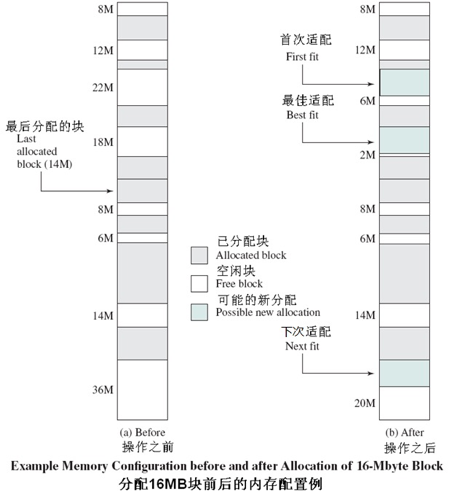 8M
12M
22M
最后分配的块
Last
allocated
block (14M)
18M
8M
6M
14M
36M
(a) Before
操作之前
已分配块
Allocated block
空闲块
Free block
可能的新分配
Possible new allocation
8M
首次适配
First fit
12M
6M
最佳适配
Best fit
2M
8M
6M
14M
下次适配
Next fit
20M
(b) After
操作之后
Example Memory Configuration before and after Allocation of 16-Mbyte Block
分配16MB块前后的内存配置例